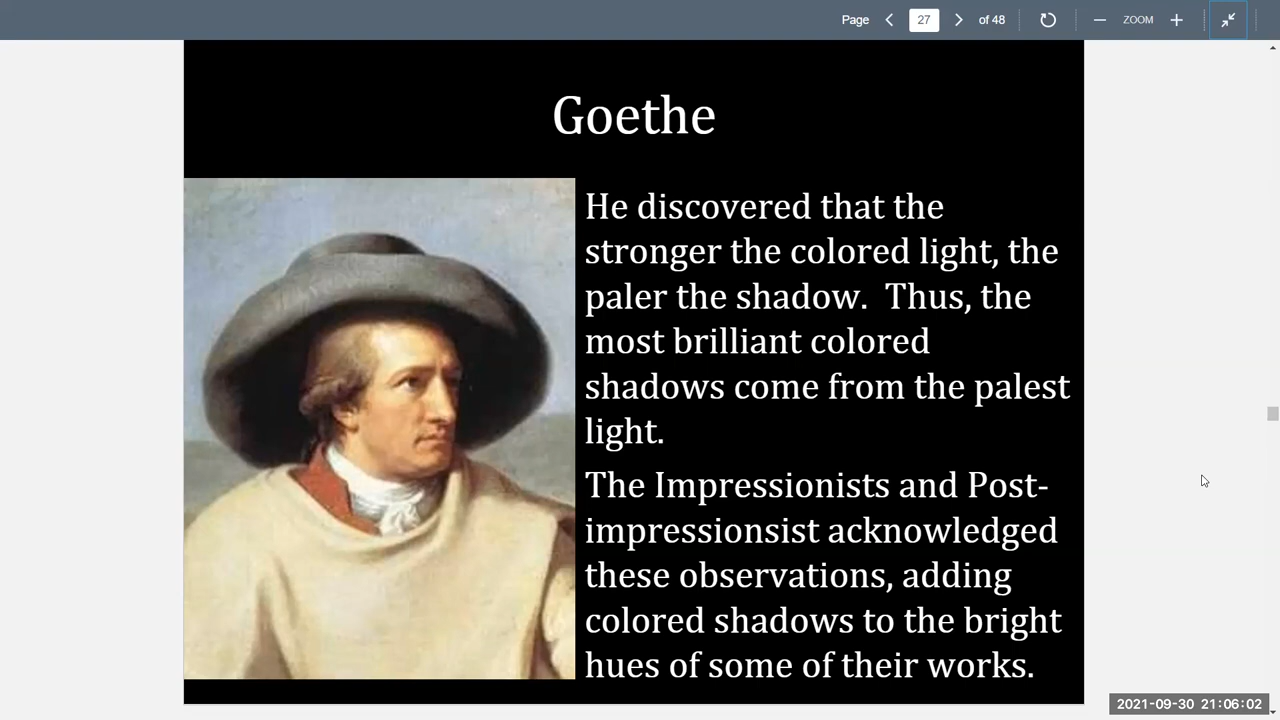 Page 27 of 48 ZOOM
Goethe
He discovered that the
stronger the colored light, the
paler the shadow.  Thus, the
most brilliant colored
shadows come from the palest
light.
The Impressionists and Post-
impressionsist acknowledged
these observations, adding
colored shadows to the bright
hues of some of their works.
2021-09-30 21:06:02